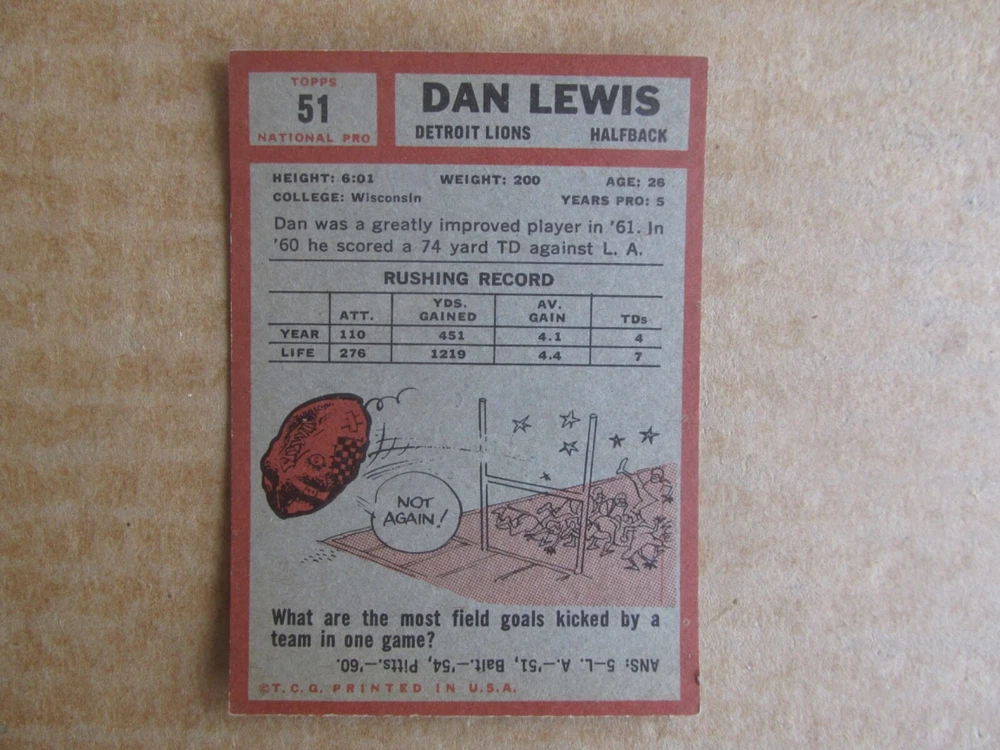 TOPPS
51
NATIONAL PRO
DAN LEWIS
DETROIT LIONS HALFBACK
HEIGHT: 6:01 WEIGHT: 200 AGE: 26
COLLEGE: Wisconsin YEARS PRO: 5
Dan was a greatly improved player in '61. In
'60 he scored a 74 yard TD against L. A.
RUSHING RECORD
ATT. YDS. GAINED AV. GAIN TDs
YEAR 110 451 4.1 4
LIFE 276 1219 4.4 7
NOT
AGAIN!
What are the most field goals kicked by a
team in one game?
ANS: 5—L. A.—'51, Balt.—'54, Pitts.—'60.
©T.C.G. PRINTED IN U.S.A.